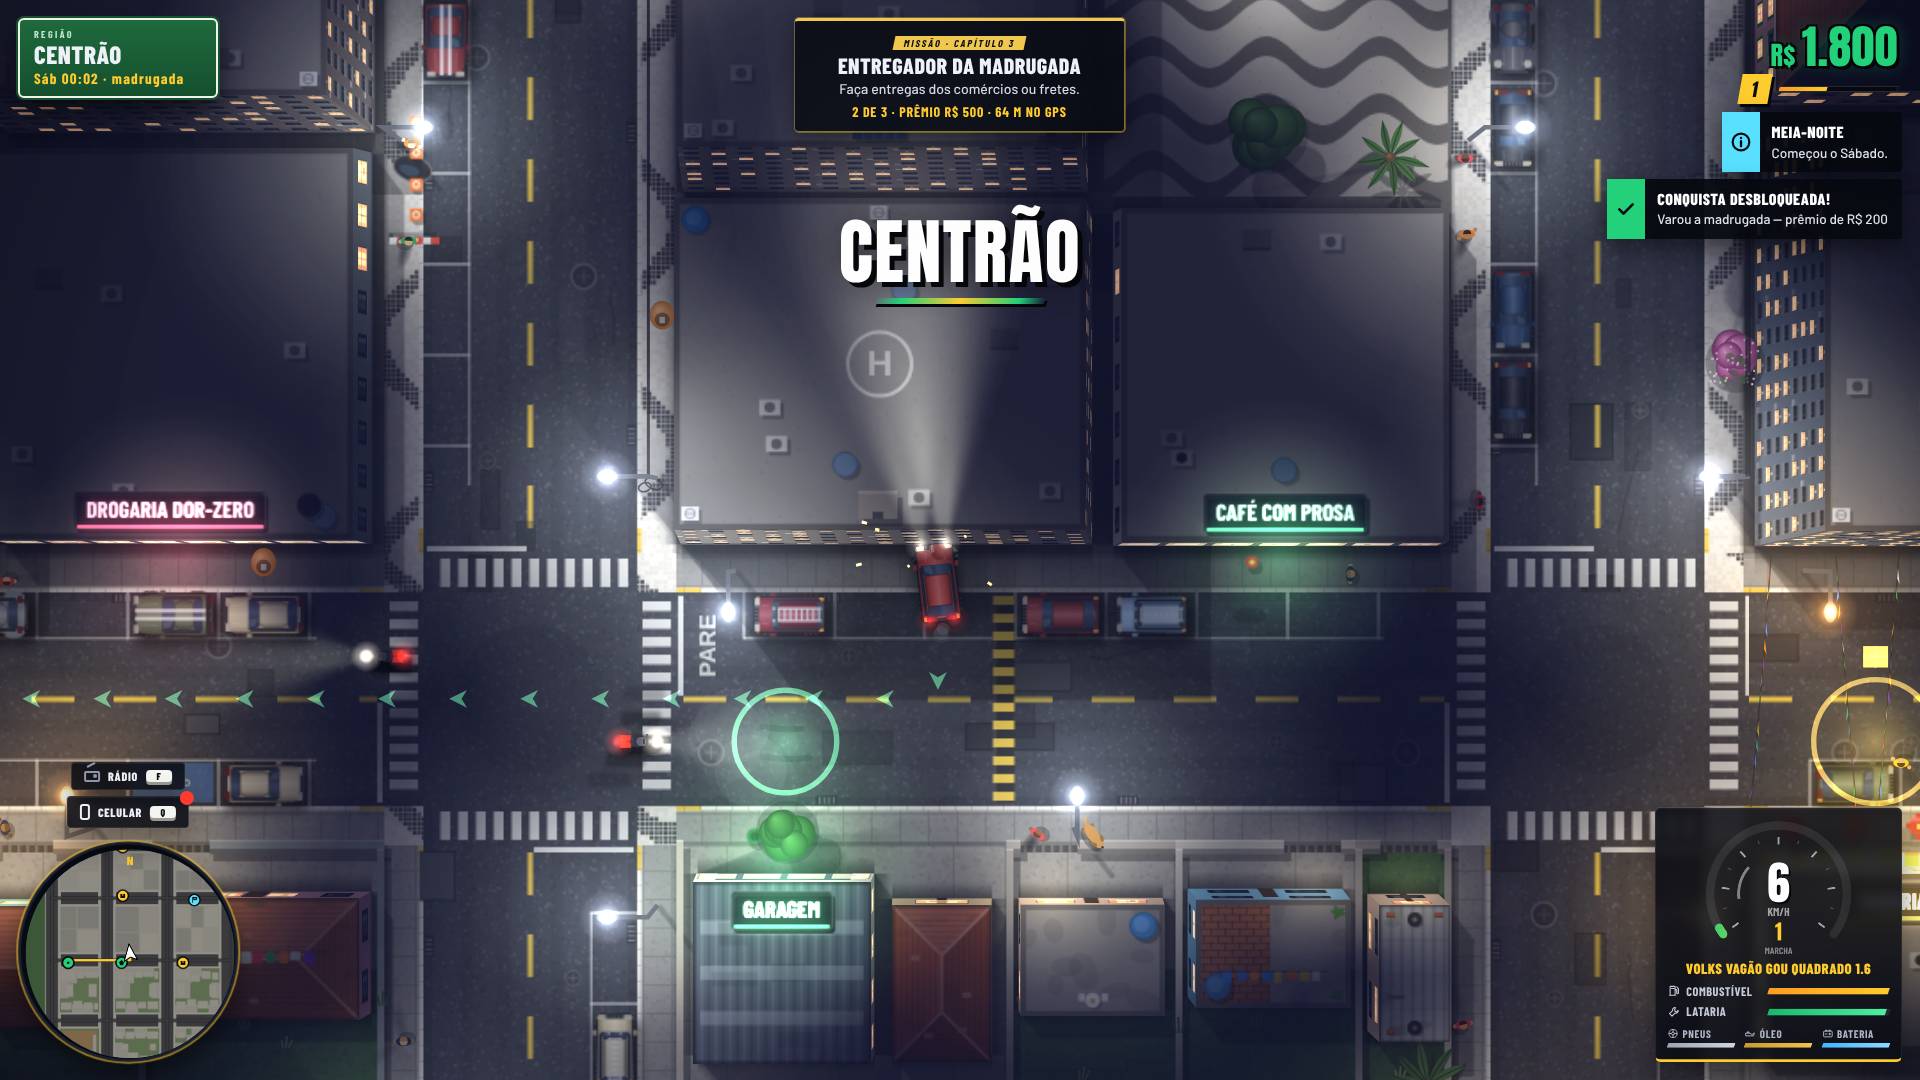 REGIÃO
CENTRÃO
Sáb 00:02 · madrugada
MISSÃO · CAPÍTULO 3
ENTREGADOR DA MADRUGADA
Faça entregas dos comércios ou fretes.
2 DE 3 · PRÊMIO R$ 500 · 64 M NO GPS
R$ 1.800
1
MEIA-NOITE
Começou o Sábado.
CONQUISTA DESBLOQUEADA!
Varou a madrugada — prêmio de R$ 200
CENTRÃO
H
DROGARIA DOR-ZERO
CAFÉ COM PROSA
PARE
RÁDIO F
CELULAR Q
N
GARAGEM
6
KM/H
1
MARCHA
VOLKS VAGÃO GOU QUADRADO 1.6
COMBUSTÍVEL
LATARIA
PNEUS
ÓLEO
BATERIA